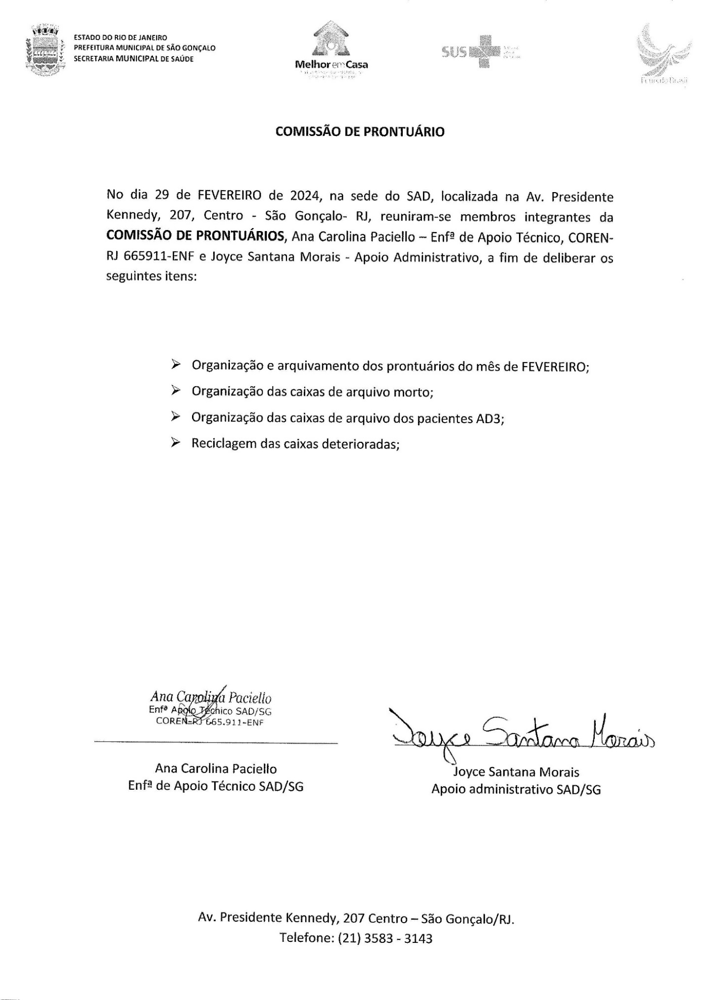 ESTADO DO RIO DE JANEIRO
PREFEITURA MUNICIPAL DE SÃO GONÇALO
SECRETARIA MUNICIPAL DE SAÚDE
Melhor em Casa
SUS
COMISSÃO DE PRONTUÁRIO
No dia 29 de FEVEREIRO de 2024, na sede do SAD, localizada na Av. Presidente
Kennedy, 207, Centro - São Gonçalo- RJ, reuniram-se membros integrantes da
COMISSÃO DE PRONTUÁRIOS, Ana Carolina Paciello – Enfª de Apoio Técnico, COREN-
RJ 665911-ENF e Joyce Santana Morais - Apoio Administrativo, a fim de deliberar os
seguintes itens:
➢ Organização e arquivamento dos prontuários do mês de FEVEREIRO;
➢ Organização das caixas de arquivo morto;
➢ Organização das caixas de arquivo dos pacientes AD3;
➢ Reciclagem das caixas deterioradas;
Ana Carolina Paciello
Enfª Apoio Técnico SAD/SG
COREN-RJ 665.911-ENF
Ana Carolina Paciello
Enfª de Apoio Técnico SAD/SG
Joyce Santana Morais
Joyce Santana Morais
Apoio administrativo SAD/SG
Av. Presidente Kennedy, 207 Centro – São Gonçalo/RJ.
Telefone: (21) 3583 - 3143